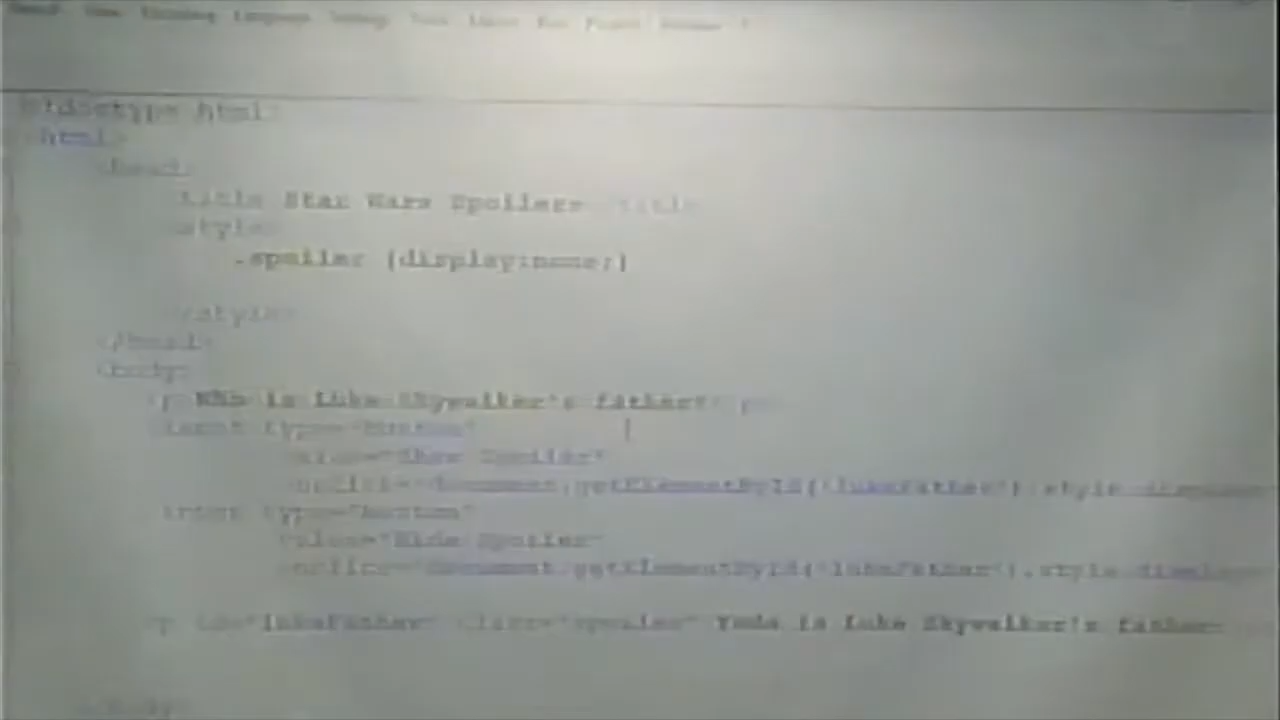 <!doctype html>
<html>
<head>
<title>Star Wars Spoilers</title>
<style>
.spoiler {display:none;}
</style>
</head>
<body>
<p>Who is Luke Skywalker's father?</p>
<input type="button"
value="Show Spoiler"
onclick="document.getElementById('lukefather').style.display
<input type="button"
value="Hide Spoiler"
onclick="document.getElementById('lukefather').style.display
<p id="lukefather" class="spoiler">Yoda is Luke Skywalker's father
</body>